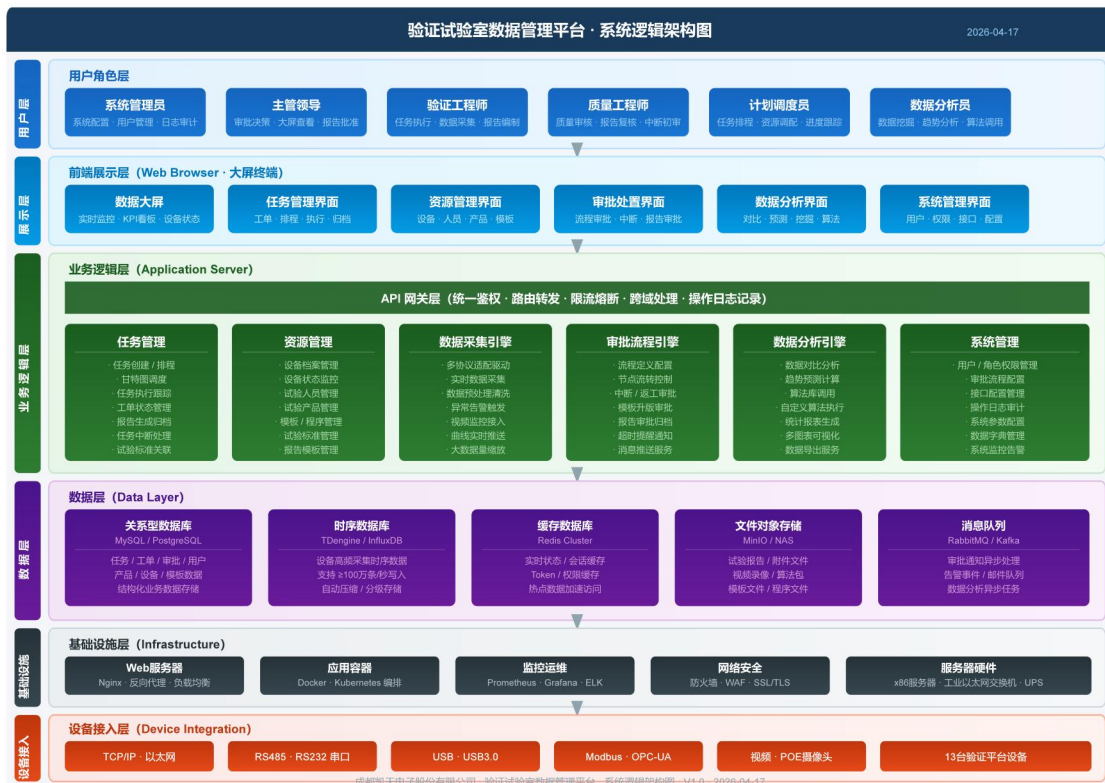 验证试验室数据管理平台 · 系统逻辑架构图
2026-04-17
用户层
用户角色层
系统管理员
系统配置 · 用户管理 · 日志审计
主管领导
审批决策 · 大屏查看 · 报告批准
验证工程师
任务执行 · 数据采集 · 报告编制
质量工程师
质量审核 · 报告复核 · 中断初审
计划调度员
任务排程 · 资源调配 · 进度跟踪
数据分析员
数据挖掘 · 趋势分析 · 算法调用
展示层
前端展示层（Web Browser · 大屏终端）
数据大屏
实时监控 · KPI看板 · 设备状态
任务管理界面
工单 · 排程 · 执行 · 归档
资源管理界面
设备 · 人员 · 产品 · 模板
审批处置界面
流程审批 · 中断 · 报告审批
数据分析界面
对比 · 预测 · 挖掘 · 算法
系统管理界面
用户 · 权限 · 接口 · 配置
业务逻辑层
业务逻辑层（Application Server）
API 网关层（统一鉴权 · 路由转发 · 限流熔断 · 跨域处理 · 操作日志记录）
任务管理
· 任务创建 / 排程
· 甘特图调度
· 任务执行跟踪
· 工单状态管理
· 报告生成归档
· 任务中断处理
· 试验标准关联
资源管理
· 设备档案管理
· 设备状态监控
· 试验人员管理
· 试验产品管理
· 模板 / 程序管理
· 试验标准管理
· 报告模板管理
数据采集引擎
· 多协议适配驱动
· 实时数据采集
· 数据预处理清洗
· 异常告警触发
· 视频监控接入
· 曲线实时推送
· 大数据量缩放
审批流程引擎
· 流程定义配置
· 节点流转控制
· 中断 / 返工审批
· 模板升版审批
· 报告审批归档
· 超时提醒通知
· 消息推送服务
数据分析引擎
· 数据对比分析
· 趋势预测计算
· 算法库调用
· 自定义算法执行
· 统计报表生成
· 多图表可视化
· 数据导出服务
系统管理
· 用户 / 角色权限管理
· 审批流程配置
· 接口配置管理
· 操作日志审计
· 系统参数配置
· 数据字典管理
· 系统监控告警
数据层
数据层（Data Layer）
关系型数据库
MySQL / PostgreSQL
任务 / 工单 / 审批 / 用户
产品 / 设备 / 模板数据
结构化业务数据存储
时序数据库
TDengine / InfluxDB
设备高频采集时序数据
支持 ≥100万条/秒写入
自动压缩 / 分级存储
缓存数据库
Redis Cluster
实时状态 / 会话缓存
Token / 权限缓存
热点数据加速访问
文件对象存储
MinIO / NAS
试验报告 / 附件文件
视频录像 / 算法包
模板文件 / 程序文件
消息队列
RabbitMQ / Kafka
审批通知异步处理
告警事件 / 邮件队列
数据分析异步任务
基础设施
基础设施层（Infrastructure）
Web服务器
Nginx · 反向代理 · 负载均衡
应用容器
Docker · Kubernetes 编排
监控运维
Prometheus · Grafana · ELK
网络安全
防火墙 · WAF · SSL/TLS
服务器硬件
x86服务器 · 工业以太网交换机 · UPS
设备接入
设备接入层（Device Integration）
TCP/IP · 以太网
RS485 · RS232 串口
USB · USB3.0
Modbus · OPC-UA
视频 · POE摄像头
13台验证平台设备
成都凯天电子股份有限公司 · 验证试验室数据管理平台 · 系统逻辑架构图 · V1.0 · 2026-04-17